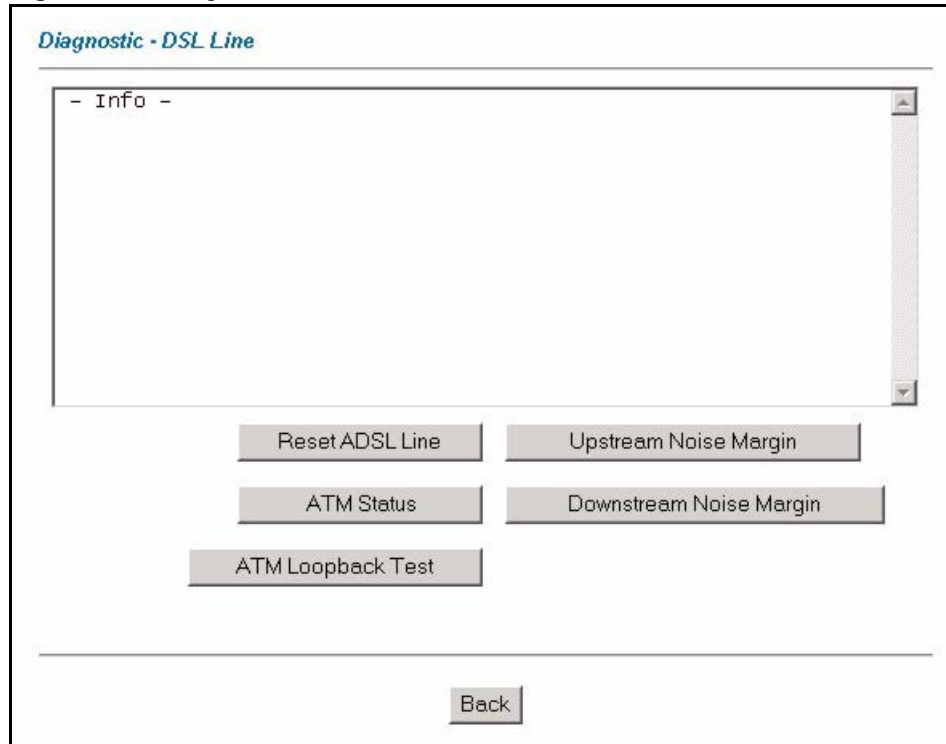 Diagnostic - DSL Line
- Info -
Reset ADSL Line
Upstream Noise Margin
ATM Status
Downstream Noise Margin
ATM Loopback Test
Back